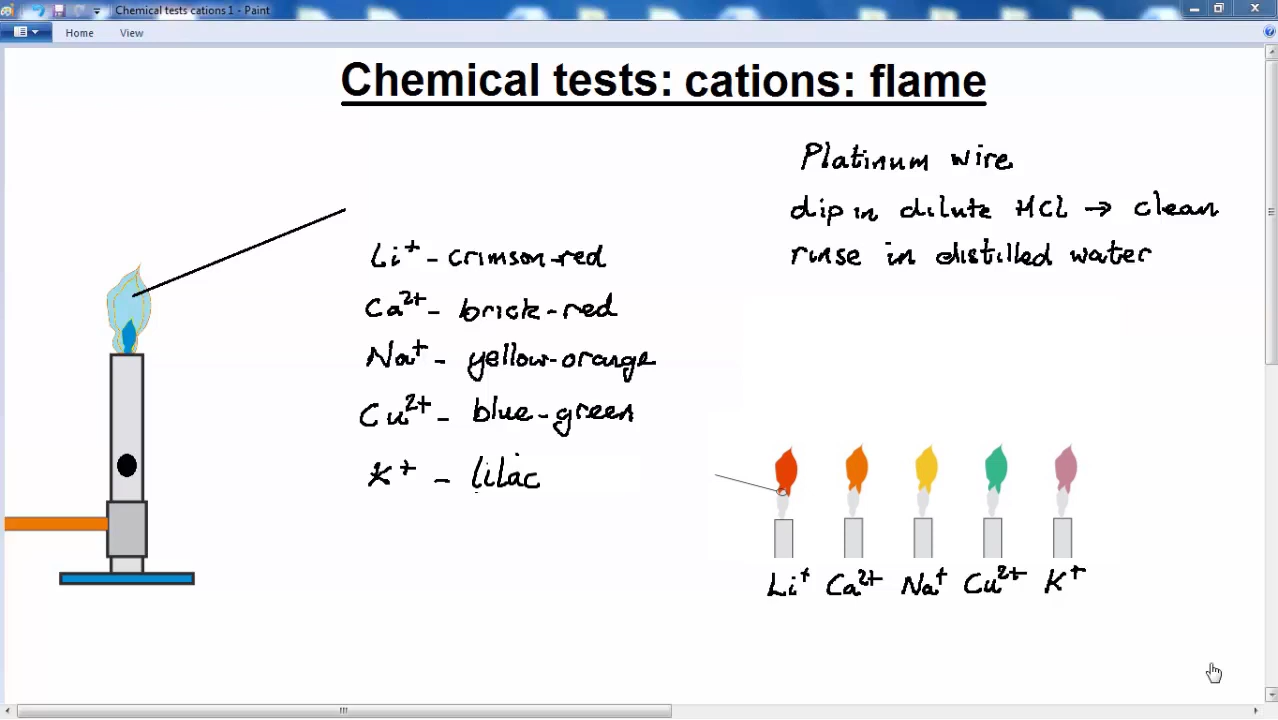 Chemical tests cations 1 - Paint
Home View
Chemical tests: cations: flame
Platinum wire
dip in dilute HCl → clean
rinse in distilled water
Li⁺ - crimson-red
Ca²⁺ - brick-red
Na⁺ - yellow-orange
Cu²⁺ - blue-green
K⁺ - lilac
Li⁺ Ca²⁺ Na⁺ Cu²⁺ K⁺